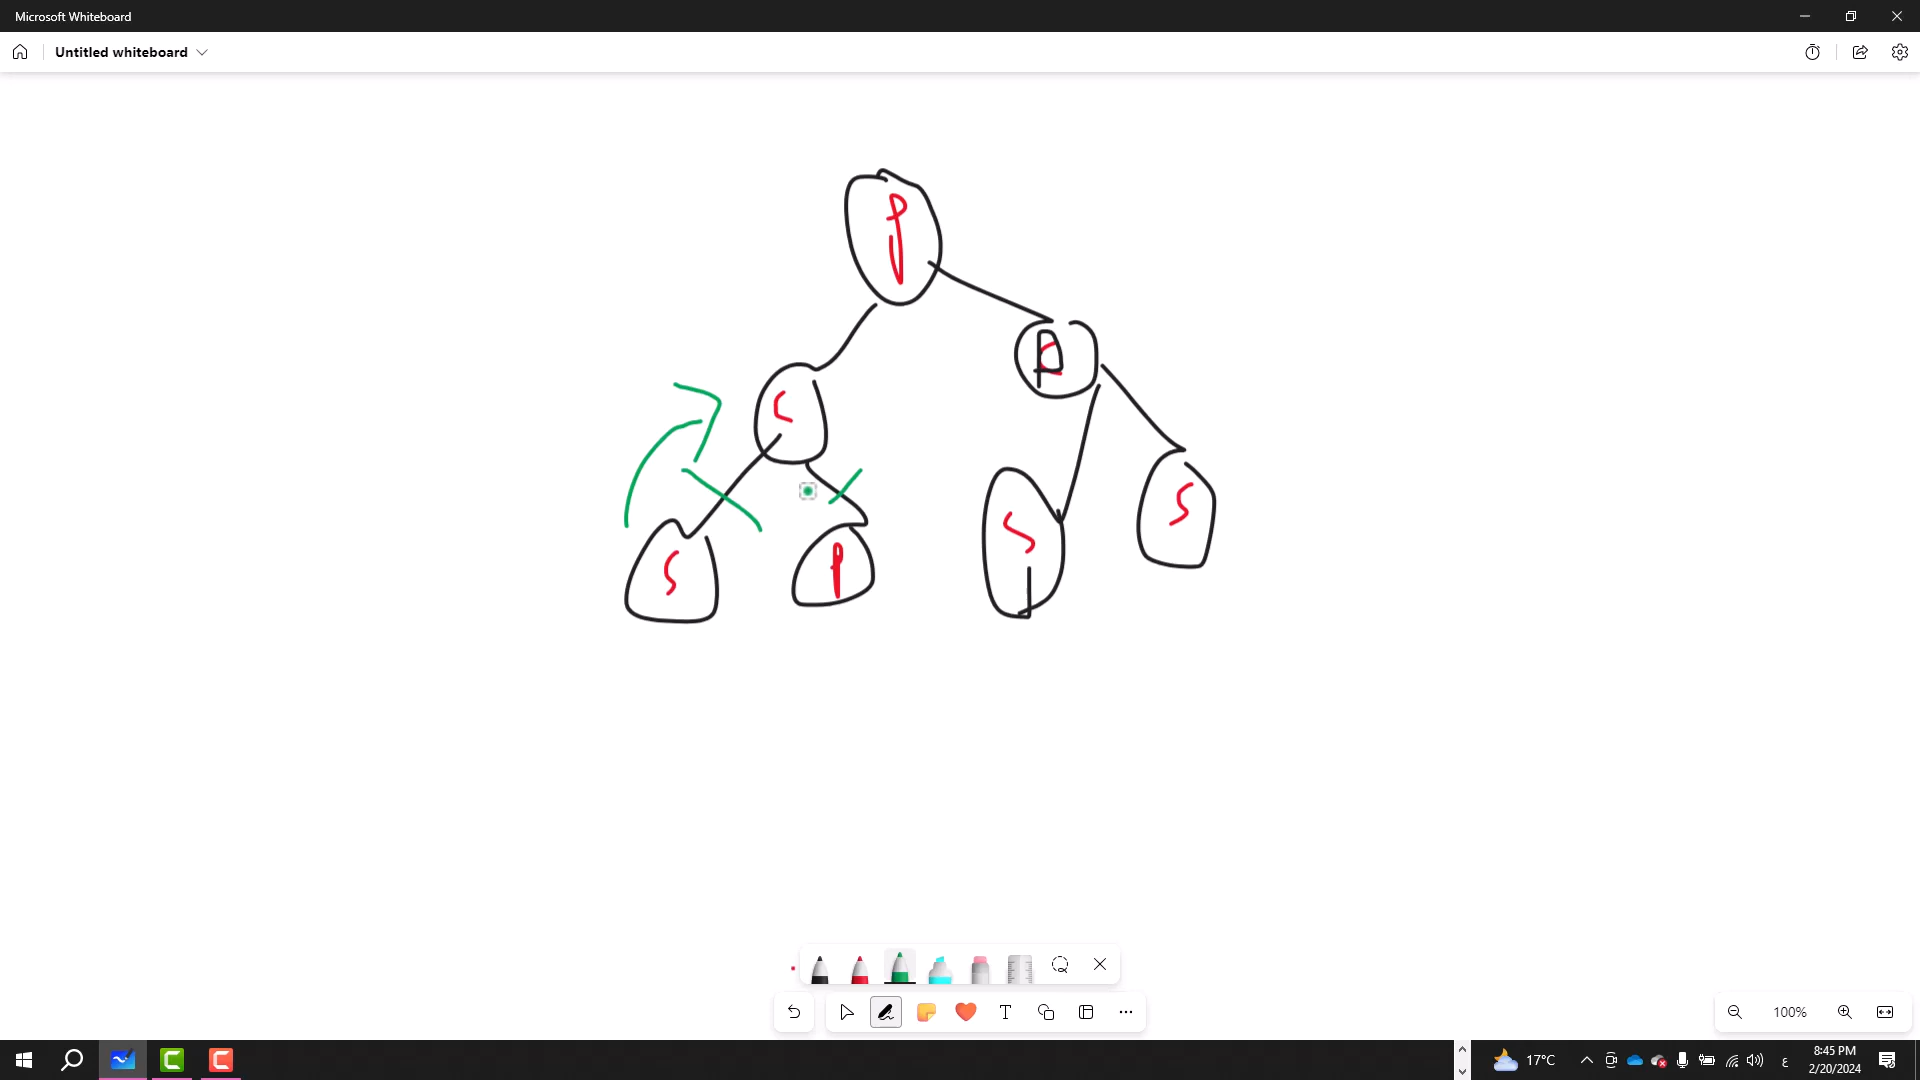 Microsoft Whiteboard
Untitled whiteboard
P
C
S
P
S
S
100%
17°C
ع
8:45 PM
2/20/2024